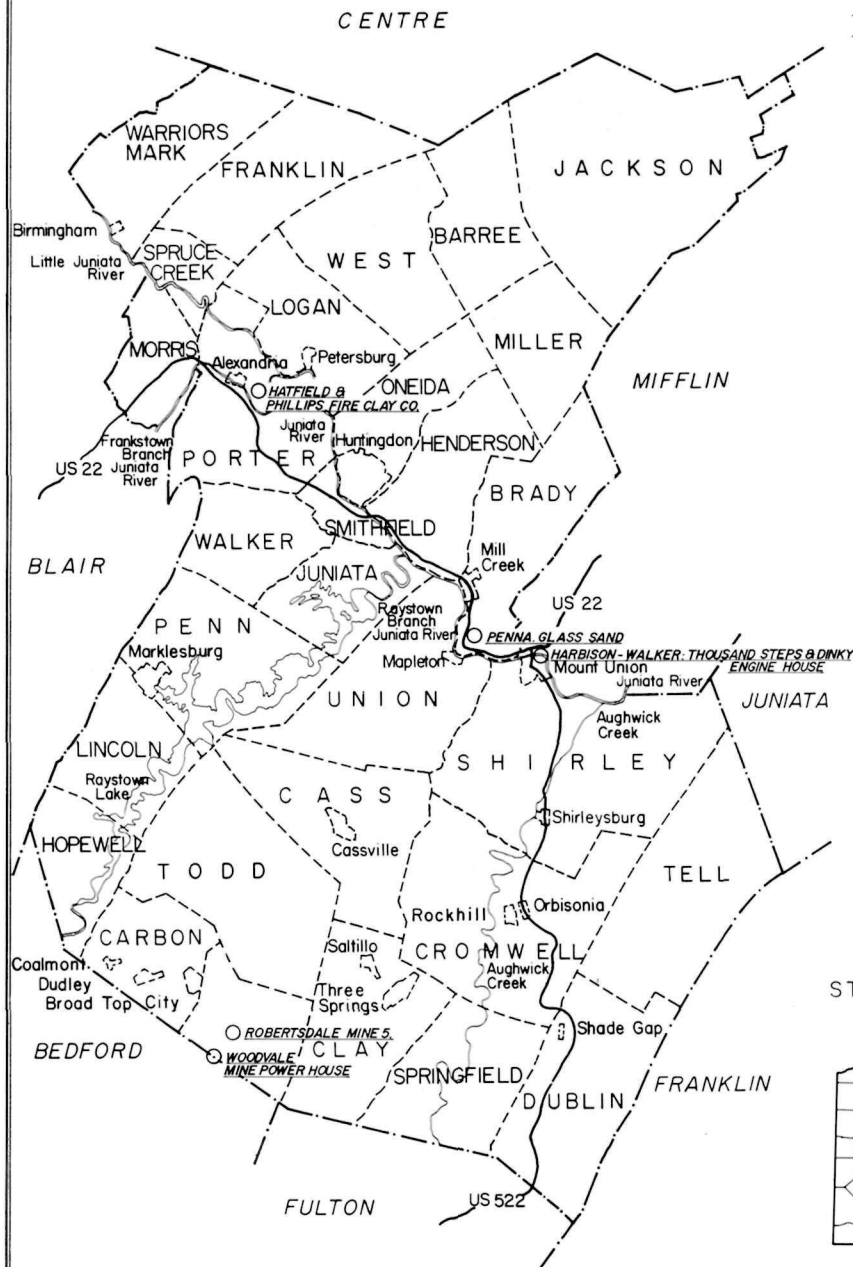 CENTRE
WARRIORS
MARK
FRANKLIN
JACKSON
Birmingham
Little Juniata
River
SPRUCE
CREEK
WEST
BARREE
LOGAN
MORRIS
Alexandria
Petersburg
MILLER
HATFIELD &
PHILLIPS FIRE CLAY CO.
ONEIDA
MIFFLIN
Juniata
River
Huntingdon
HENDERSON
Frankstown
Branch
Juniata
River
US 22
PORTER
BRADY
SMITHFIELD
WALKER
BLAIR
JUNIATA
Mill
Creek
US 22
Raystown
Branch
Juniata River
PENNA. GLASS SAND
PENN
Marklesburg
Mapleton
HARBISON-WALKER: THOUSAND STEPS & DINKY
ENGINE HOUSE
Mount Union
Juniata River
JUNIATA
UNION
Aughwick
Creek
LINCOLN
Raystown
Lake
SHIRLEY
CASS
Shirleysburg
HOPEWELL
Cassville
TODD
TELL
Rockhill
Orbisonia
CARBON
Saltillo
CROMWELL
Aughwick
Creek
Coalmont
Dudley
Broad Top City
Three
Springs
ST
ROBERTSDALE MINE 5.
Shade Gap
BEDFORD
WOODVALE
MINE POWER HOUSE
CLAY
SPRINGFIELD
DUBLIN
FRANKLIN
FULTON
US 522